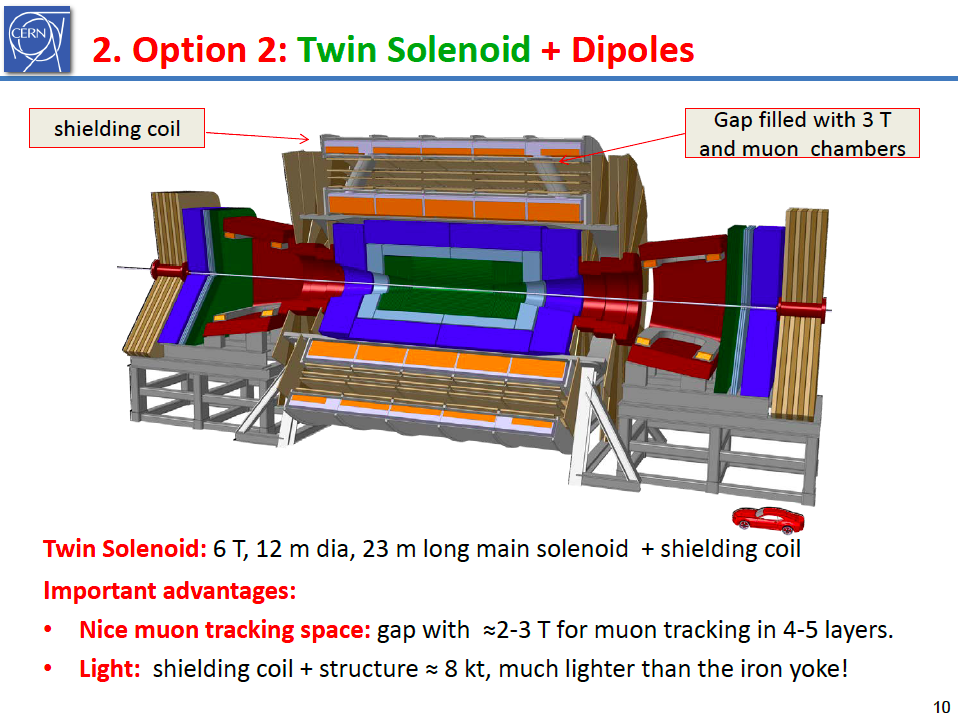 CERN
2. Option 2: Twin Solenoid + Dipoles
shielding coil
Gap filled with 3 T
and muon chambers
Twin Solenoid: 6 T, 12 m dia, 23 m long main solenoid + shielding coil
Important advantages:
• Nice muon tracking space: gap with ≈2-3 T for muon tracking in 4-5 layers.
• Light: shielding coil + structure ≈ 8 kt, much lighter than the iron yoke!
10